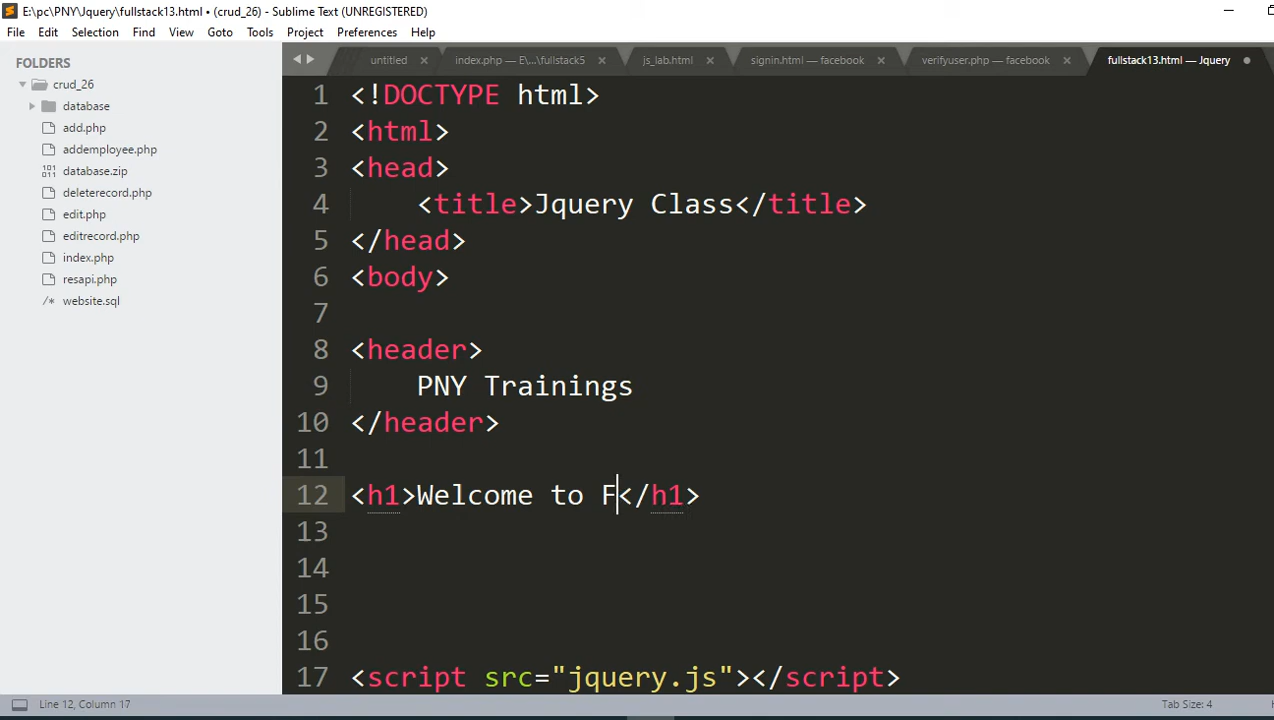 E:\pc\PNY\Jquery\fullstack13.html • (crud_26) - Sublime Text (UNREGISTERED)
File Edit Selection Find View Goto Tools Project Preferences Help
FOLDERS
crud_26
database
add.php
addemployee.php
database.zip
deleterecord.php
edit.php
editrecord.php
index.php
resapi.php
website.sql
untitled index.php — E\...\fullstack5 js_lab.html signin.html — facebook verifyuser.php — facebook fullstack13.html — Jquery
1 <!DOCTYPE html>
2 <html>
3 <head>
4 <title>Jquery Class</title>
5 </head>
6 <body>
7
8 <header>
9 PNY Trainings
10 </header>
11
12 <h1>Welcome to F</h1>
13
14
15
16
17 <script src="jquery.js"></script>
Line 12, Column 17 Tab Size: 4